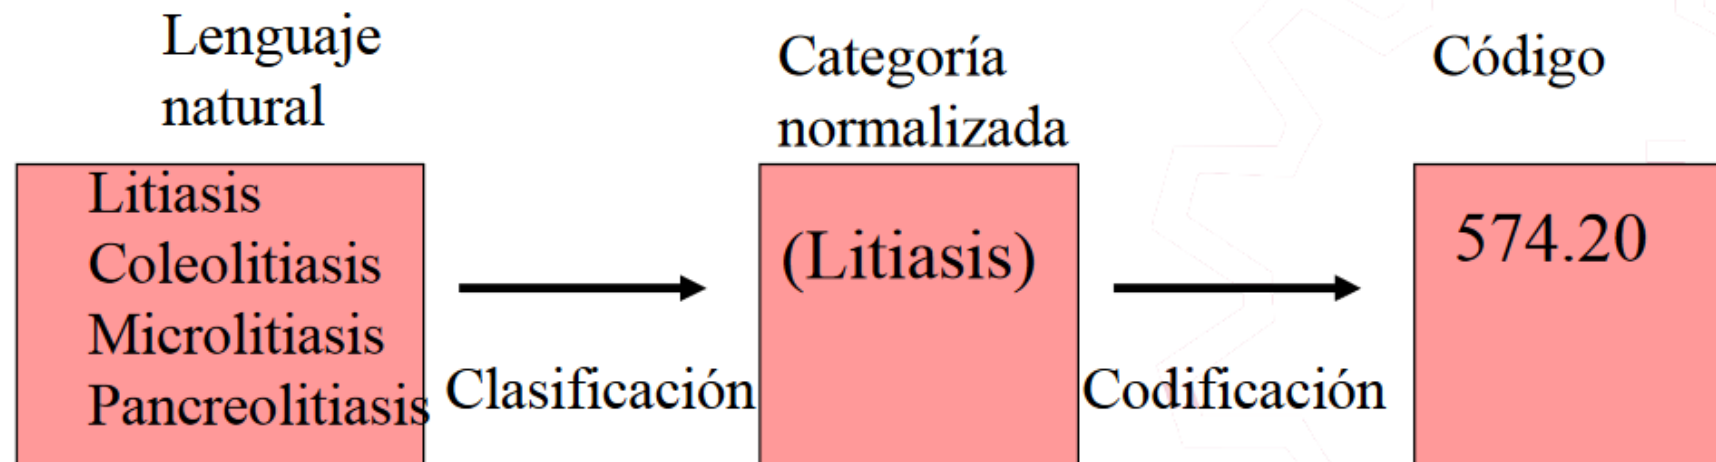 Lenguaje
natural
Categoría
normalizada
Código
Litiasis
Coleolitiasis
Microlitiasis
Pancreolitiasis
Clasificación
(Litiasis)
Codificación
574.20